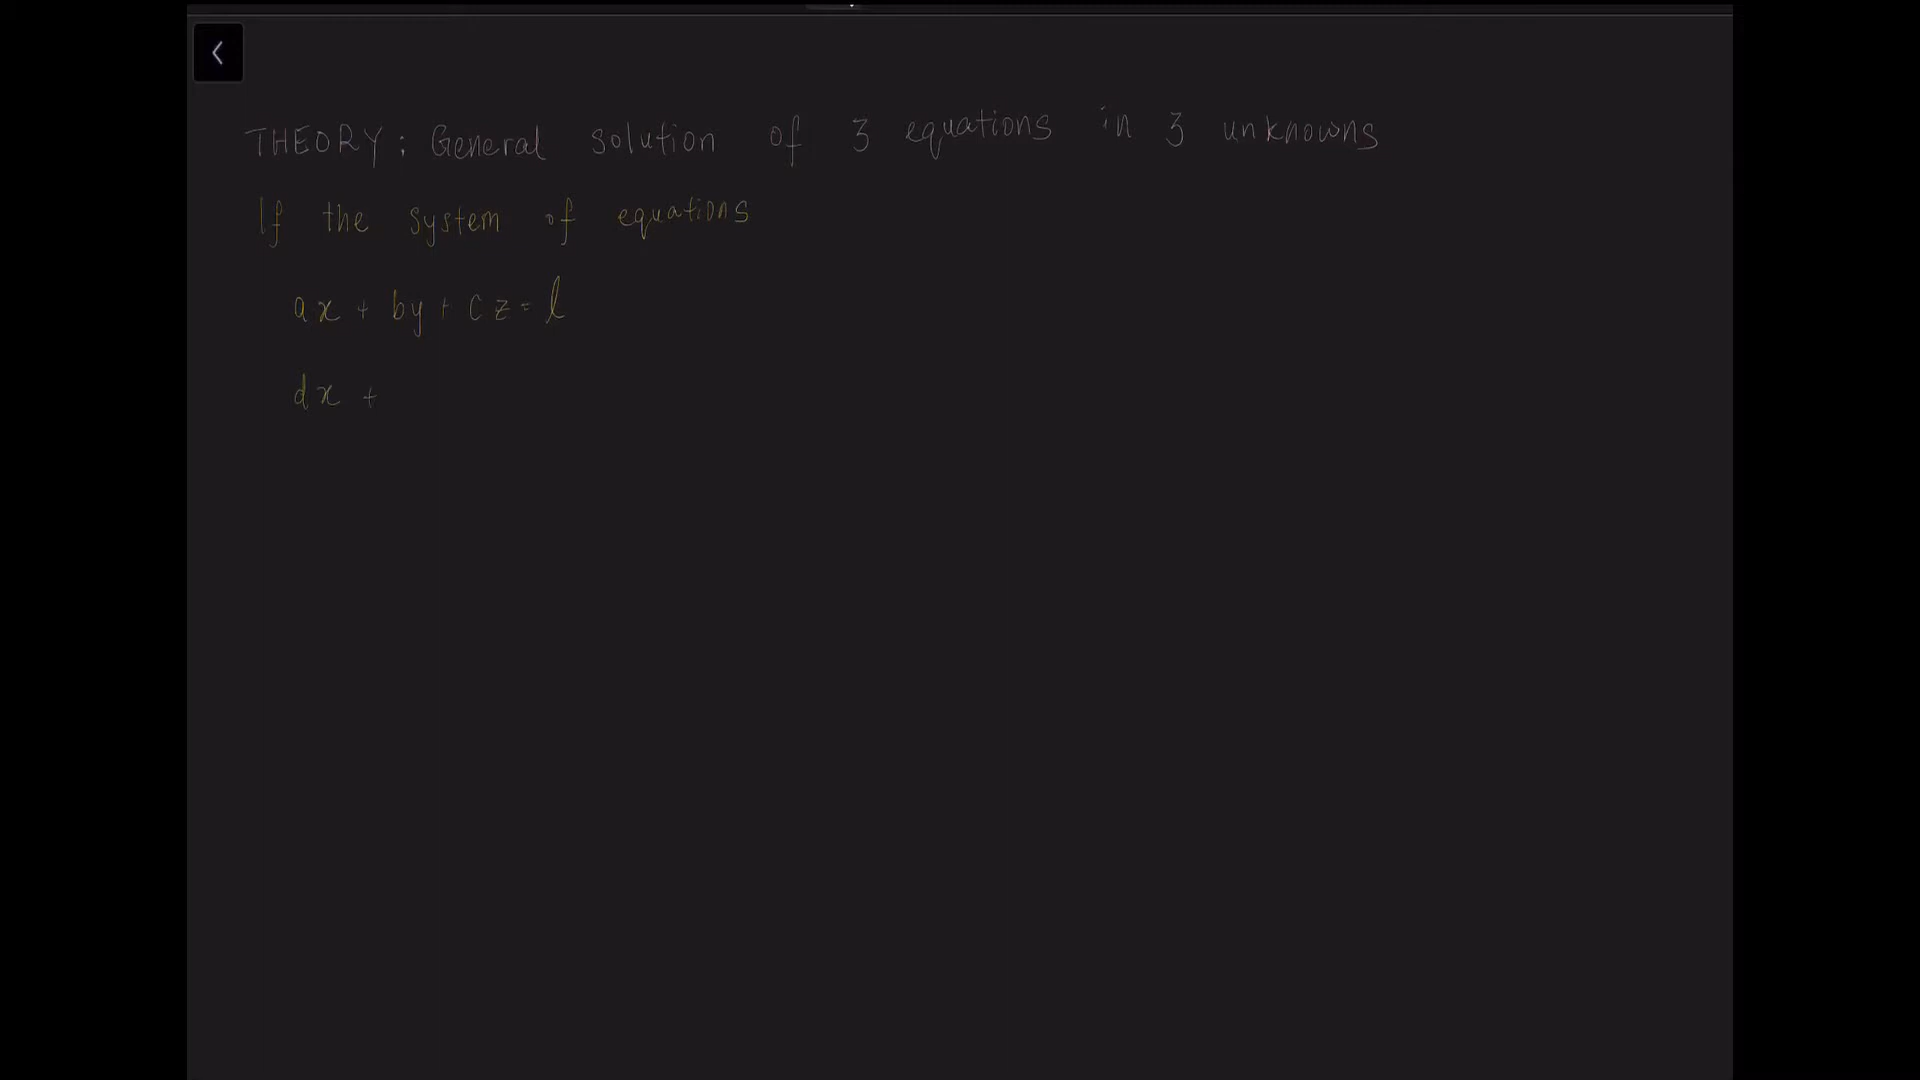 THEORY: General solution of 3 equations in 3 unknowns
If the system of equations
ax + by + cz = l
dx +